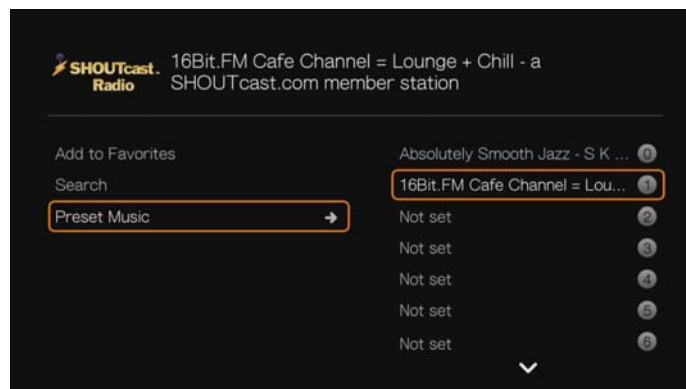 SHOUTcast.
Radio
16Bit.FM Cafe Channel = Lounge + Chill - a
SHOUTcast.com member station
Add to Favorites
Search
Preset Music
Absolutely Smooth Jazz - S K ... 0
16Bit.FM Cafe Channel = Lou... 1
Not set 2
Not set 3
Not set 4
Not set 5
Not set 6